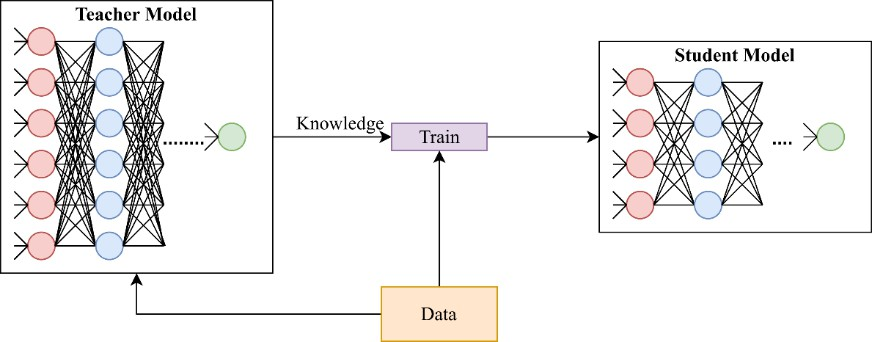 Teacher Model
Student Model
Knowledge
Train
Data